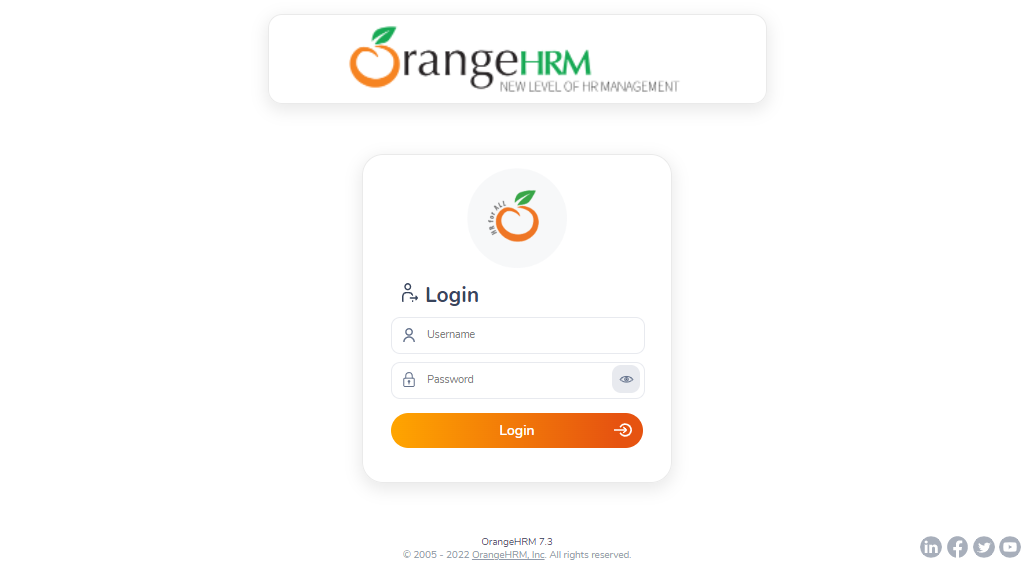 OrangeHRM
NEW LEVEL OF HR MANAGEMENT
HR for ALL
Login
Username
Password
Login
OrangeHRM 7.3
© 2005 - 2022 OrangeHRM, Inc. All rights reserved.